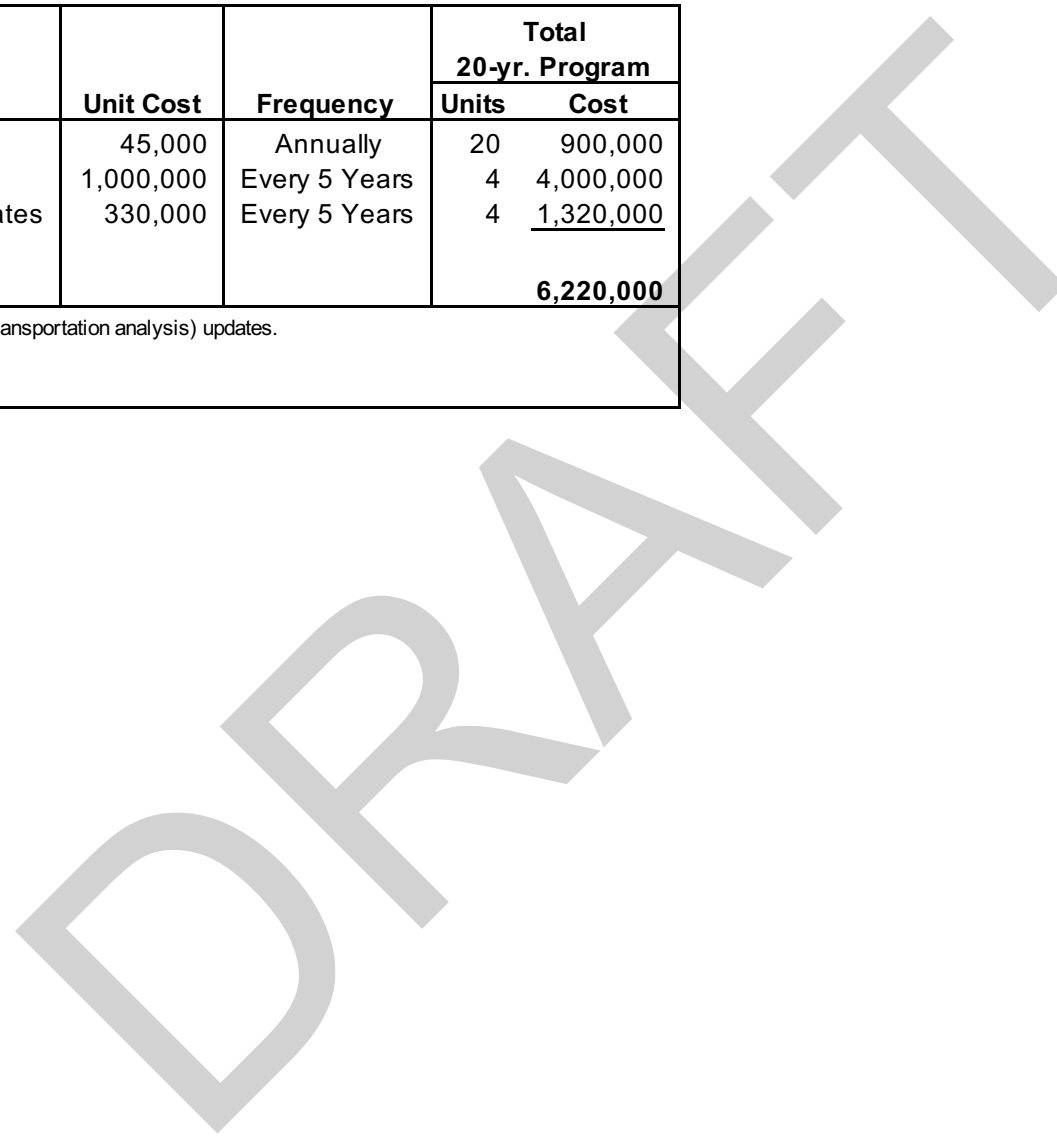 Total
20-yr. Program
Unit Cost Frequency Units Cost
45,000 Annually 20 900,000
1,000,000 Every 5 Years 4 4,000,000
330,000 Every 5 Years 4 1,320,000
6,220,000
analysis) updates.
DRAFT